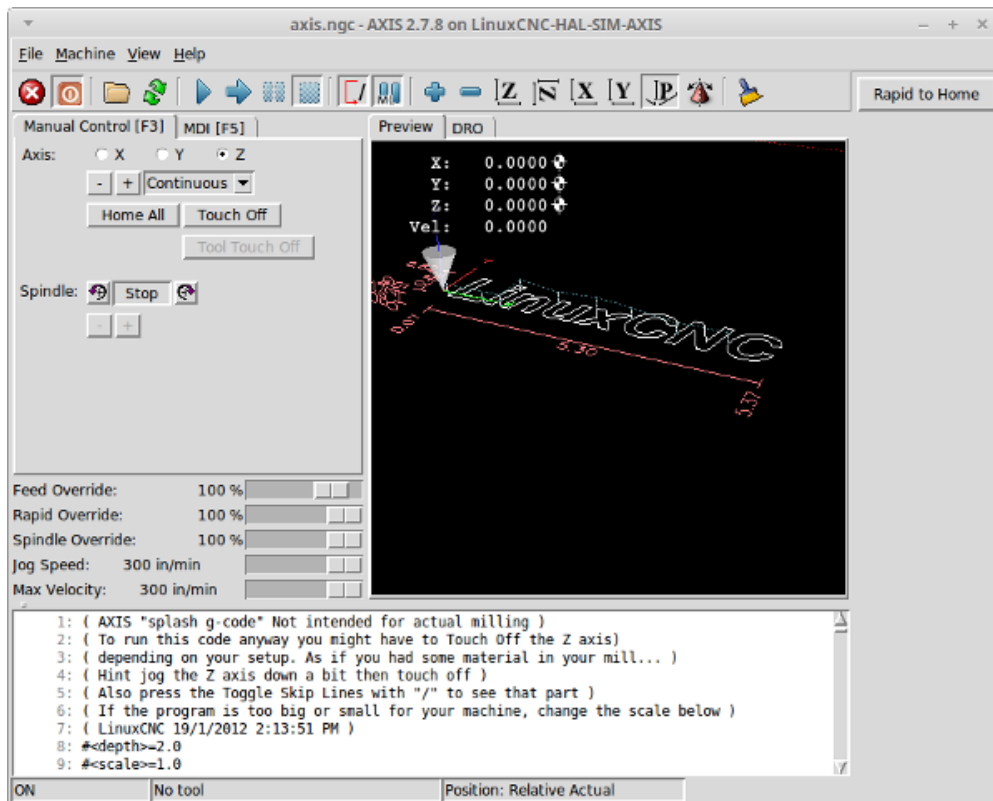 axis.ngc - AXIS 2.7.8 on LinuxCNC-HAL-SIM-AXIS
File Machine View Help
Z N X Y P
Rapid to Home
Manual Control [F3] MDI [F5]
Preview DRO
Axis: X Y Z
- + Continuous
Home All Touch Off
Tool Touch Off
Spindle: Stop
- +
X: 0.0000
Y: 0.0000
Z: 0.0000
Vel: 0.0000
LinuxCNC
5.30
5.37
Feed Override: 100 %
Rapid Override: 100 %
Spindle Override: 100 %
Jog Speed: 300 in/min
Max Velocity: 300 in/min
1: ( AXIS "splash g-code" Not intended for actual milling )
2: ( To run this code anyway you might have to Touch Off the Z axis)
3: ( depending on your setup. As if you had some material in your mill... )
4: ( Hint jog the Z axis down a bit then touch off )
5: ( Also press the Toggle Skip Lines with "/" to see that part )
6: ( If the program is too big or small for your machine, change the scale below )
7: ( LinuxCNC 19/1/2012 2:13:51 PM )
8: #<depth>=2.0
9: #<scale>=1.0
ON No tool Position: Relative Actual